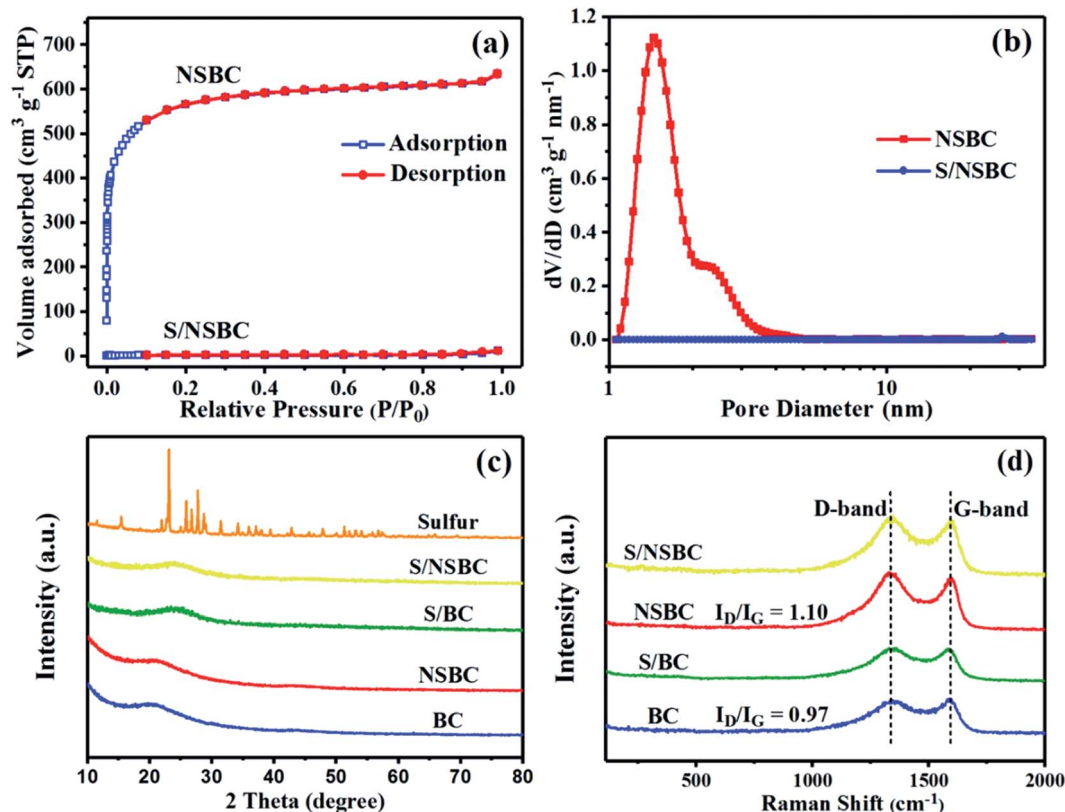 (a)
700
600
500
400
300
200
100
0
Volume adsorbed (cm³ g⁻¹ STP)
NSBC
Adsorption
Desorption
S/NSBC
0.0 0.2 0.4 0.6 0.8 1.0
Relative Pressure (P/P₀)
(b)
1.2
1.0
0.8
0.6
0.4
0.2
0.0
dV/dD (cm³ g⁻¹ nm⁻¹)
NSBC
S/NSBC
1 10
Pore Diameter (nm)
(c)
Intensity (a.u.)
Sulfur
S/NSBC
S/BC
NSBC
BC
10 20 30 40 50 60 70 80
2 Theta (degree)
(d)
Intensity (a.u.)
D-band G-band
S/NSBC
NSBC I_D/I_G = 1.10
S/BC
BC I_D/I_G = 0.97
500 1000 1500 2000
Raman Shift (cm⁻¹)